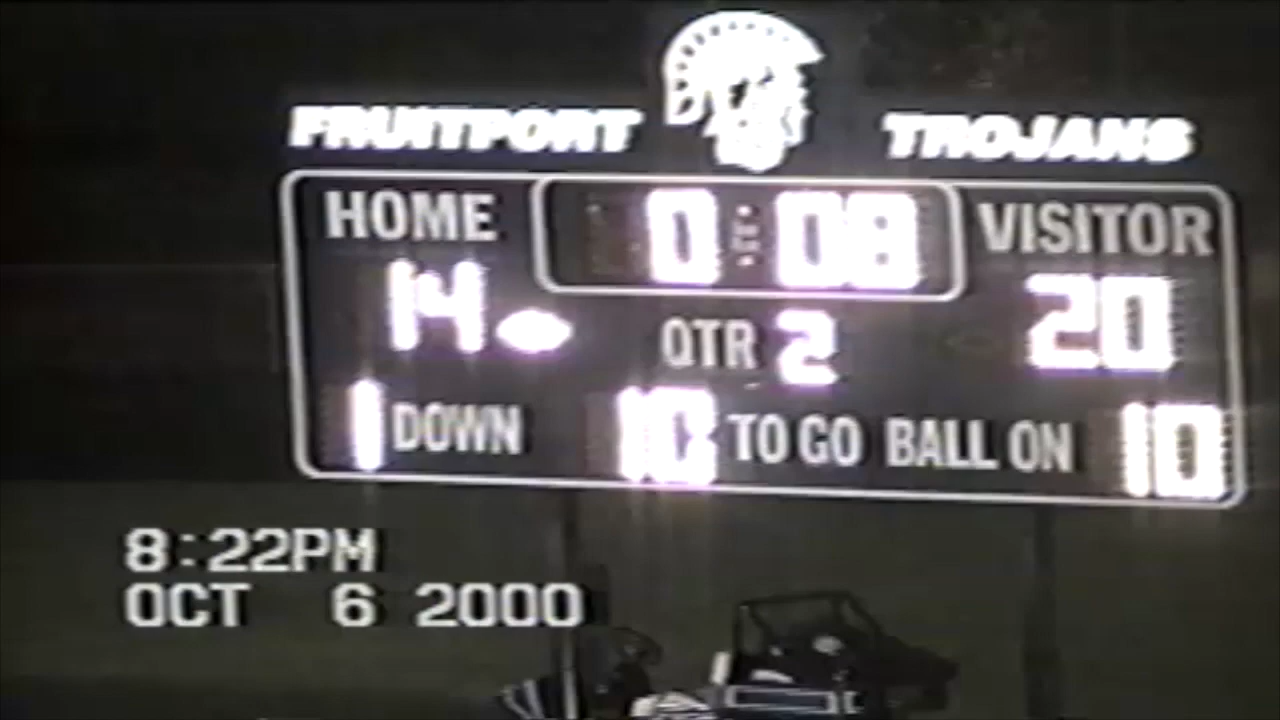 FRUITPORT TROJANS
HOME 0:08 VISITOR
14 QTR 2 20
1 DOWN 10 TO GO BALL ON 10
8:22PM
OCT 6 2000